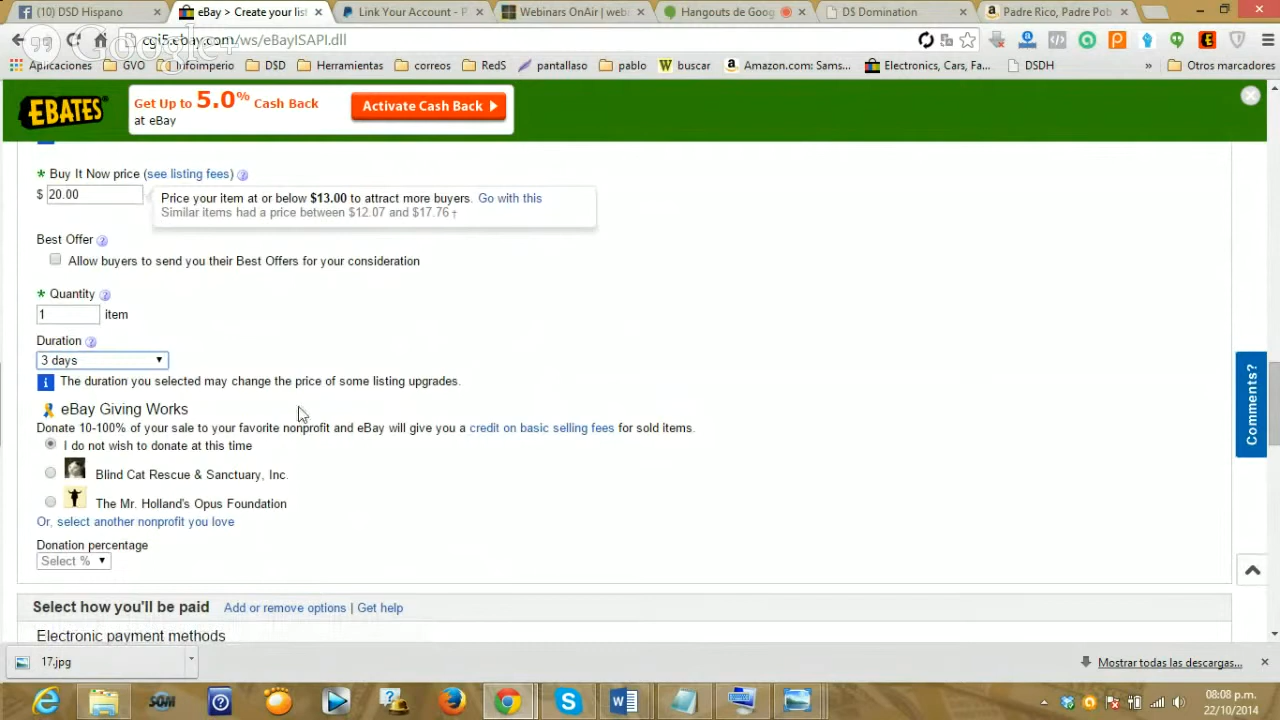 (10) DSD Hispano
eBay > Create your list
Link Your Account - P
Webinars OnAir | web
Hangouts de Goog
D$ Domination
Padre Rico, Padre Pob
Google+
cgi5.ebay.com/ws/eBayISAPI.dll
Aplicaciones
GVO
Infoimperio
DSD
Herramientas
correos
RedS
pantallaso
pablo
buscar
Amazon.com: Sams...
Electronics, Cars, Fa...
DSDH
»
Otros marcadores
EBATES
Get Up to 5.0% Cash Back
at eBay
Activate Cash Back
* Buy It Now price (see listing fees)
$ 20.00
Price your item at or below $13.00 to attract more buyers. Go with this
Similar items had a price between $12.07 and $17.76 †
Best Offer
Allow buyers to send you their Best Offers for your consideration
* Quantity
1 item
Duration
3 days
The duration you selected may change the price of some listing upgrades.
Comments?
eBay Giving Works
Donate 10-100% of your sale to your favorite nonprofit and eBay will give you a credit on basic selling fees for sold items.
I do not wish to donate at this time
Blind Cat Rescue & Sanctuary, Inc.
The Mr. Holland's Opus Foundation
Or, select another nonprofit you love
Donation percentage
Select %
Select how you'll be paid Add or remove options | Get help
Electronic payment methods
17.jpg
Mostrar todas las descargas...
SOM
08:08 p.m.
22/10/2014